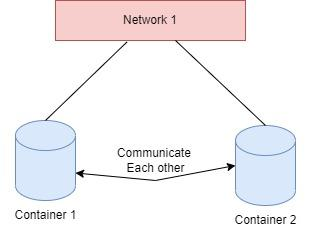 Network 1
Communicate
Each other
Container 1
Container 2